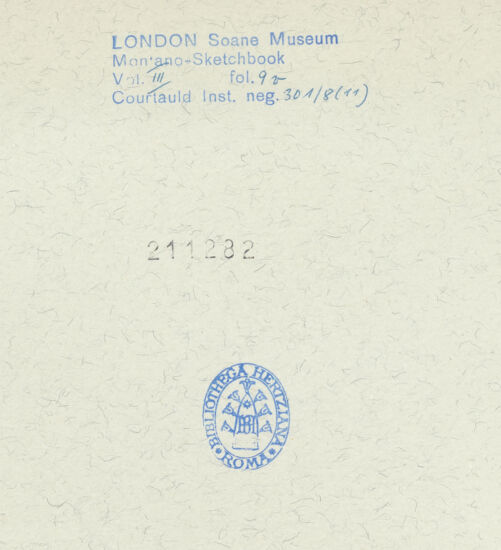 LONDON Soane Museum
Montano-Sketchbook
Vol. III fol. 9v
Courtauld Inst. neg. 301/8(11)
211282
BIBLIOTHECA HERTZIANA
ROMA